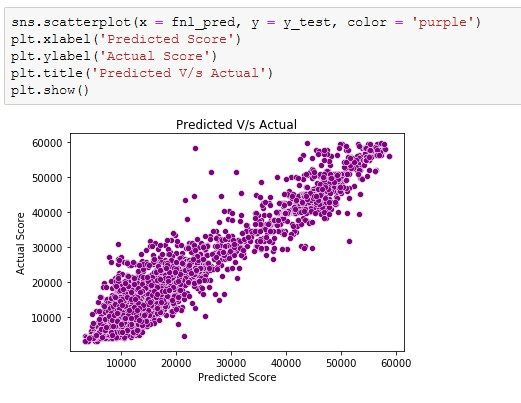 sns.scatterplot(x = fnl_pred, y = y_test, color = 'purple')
plt.xlabel('Predicted Score')
plt.ylabel('Actual Score')
plt.title('Predicted V/s Actual')
plt.show()
Predicted V/s Actual
60000
50000
40000
30000
20000
10000
Actual Score
10000 20000 30000 40000 50000 60000
Predicted Score